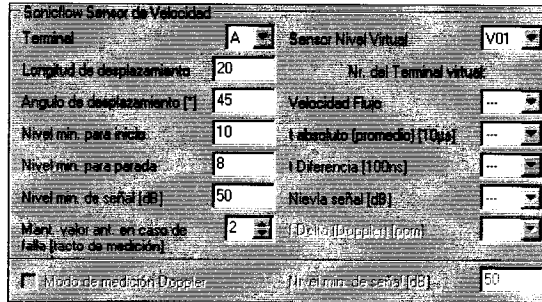 Sonicflow Sensor de Velocidad
Terminal A Sensor Nivel Virtual V01
Longitud de desplazamiento 20 Nr. del Terminal virtual:
Angulo de desplazamiento [°] 45 Velocidad Flujo ---
Nivel min. para inicio 10 t absoluto (promedio) [10µs] ---
Nivel min. para parada 8 t Diferencia [100ns] ---
Nivel min. de señal [dB] 50 señal [dB] ---
Mant. valor ant. en caso de 2 (Doppler) [ppm]
falla [tacto de medición]
Modo de medición Doppler Nivel min. de señal [dB] 50